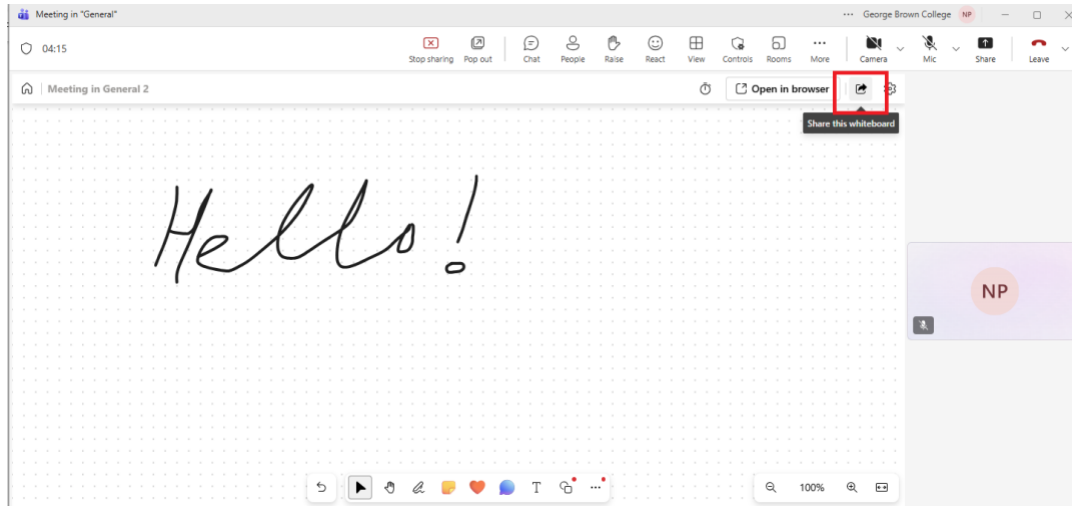 Meeting in "General"
... George Brown College NP
04:15
Stop sharing Pop out Chat People Raise React View Controls Rooms More Camera Mic Share Leave
Meeting in General 2
Open in browser
Share this whiteboard
Hello!
NP
T
100%